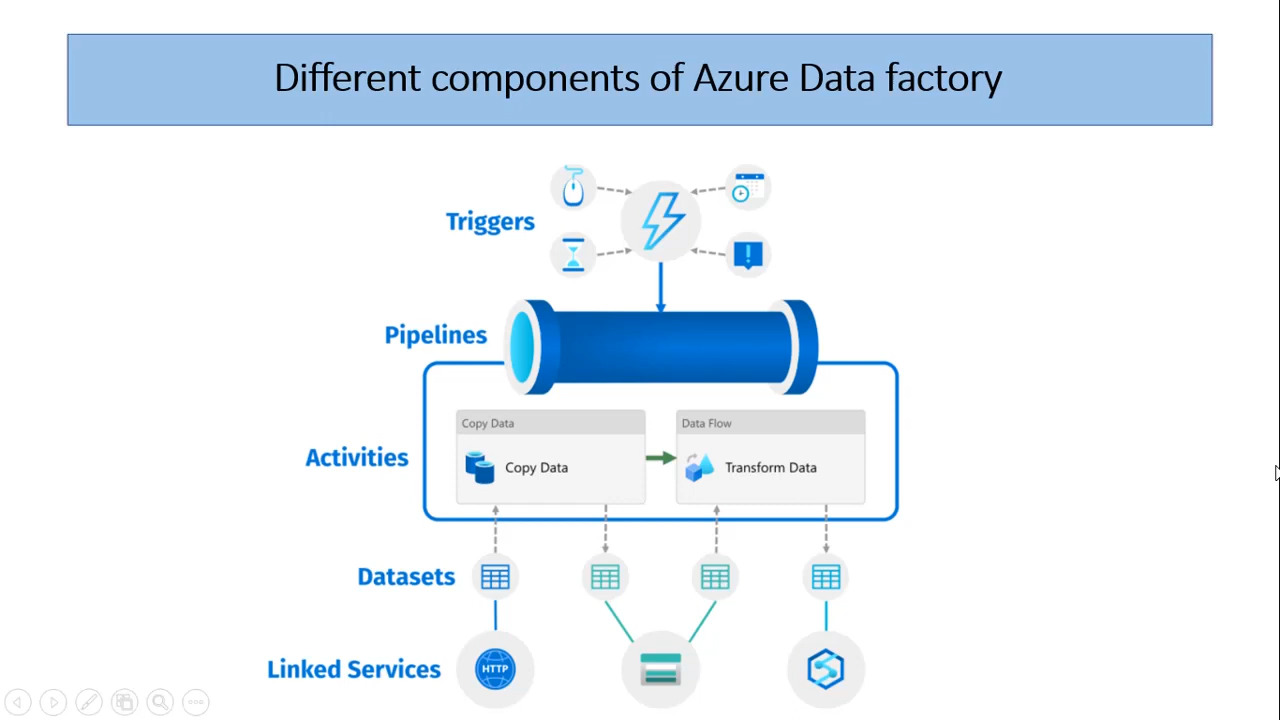 Different components of Azure Data factory
Triggers
Pipelines
Copy Data
Data Flow
Activities
Copy Data
Transform Data
Datasets
Linked Services
HTTP